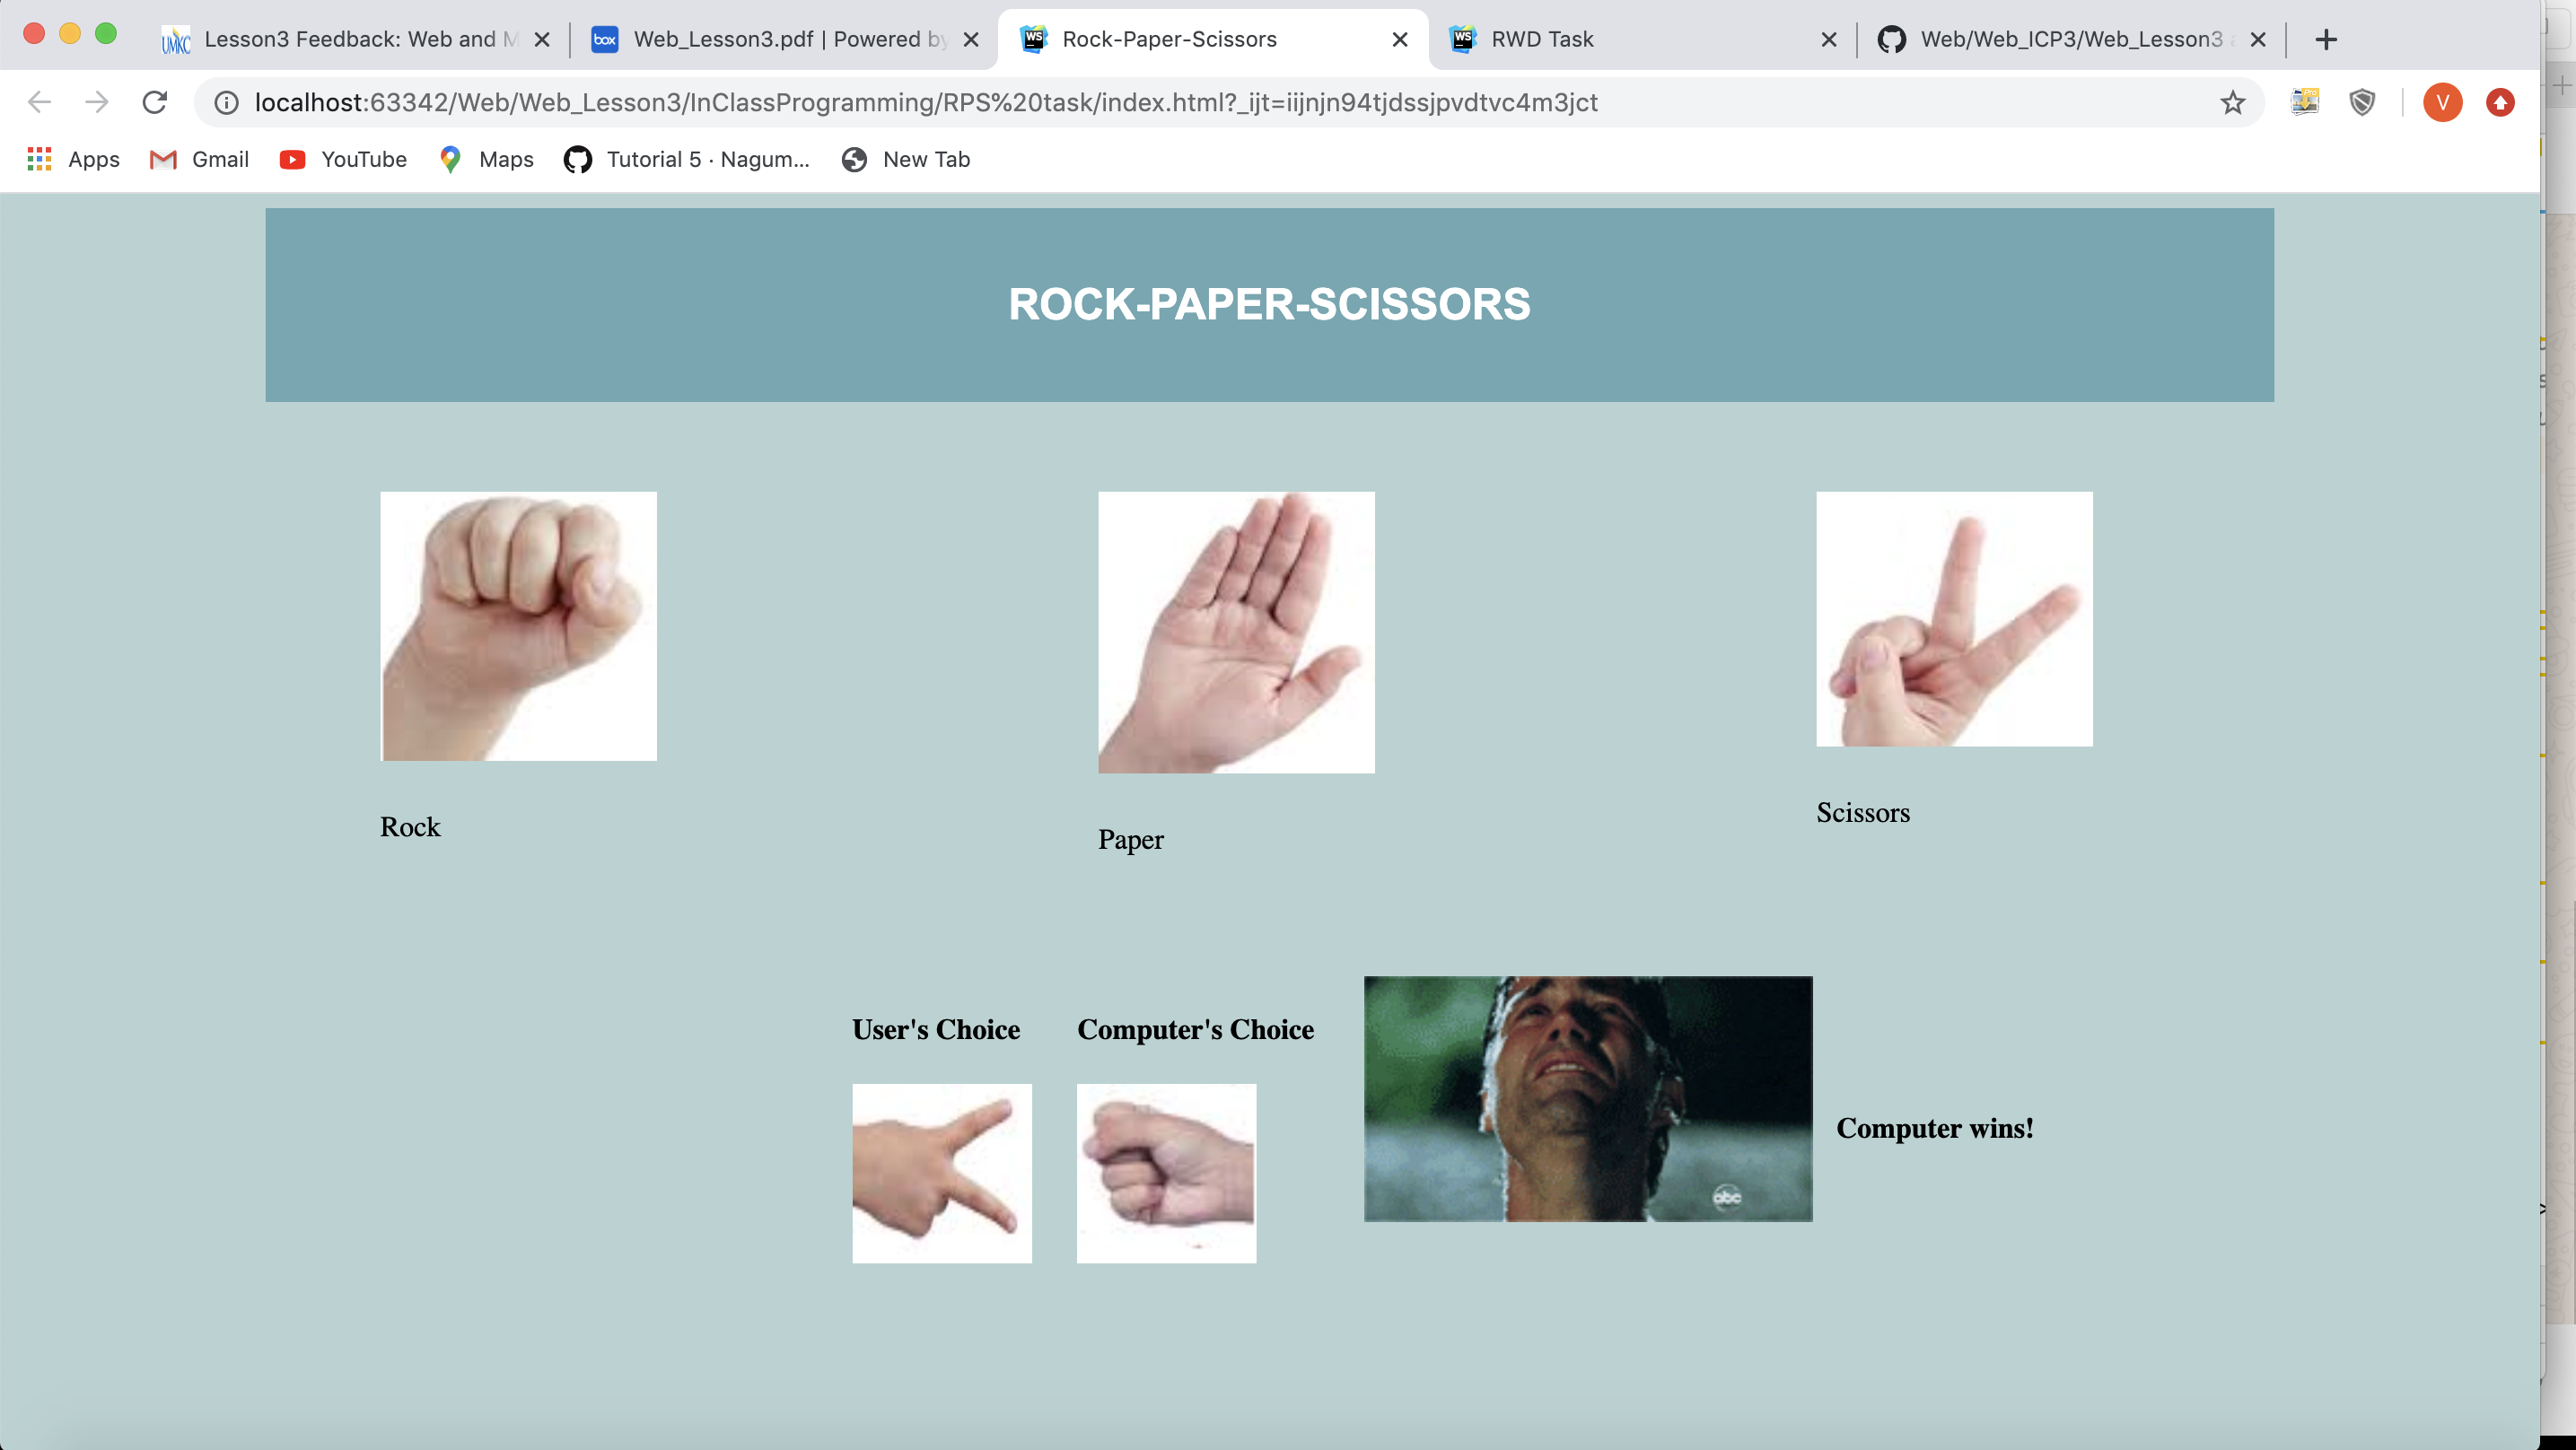 Lesson3 Feedback: Web and M
box Web_Lesson3.pdf | Powered by
WS Rock-Paper-Scissors
WS RWD Task
Web/Web_ICP3/Web_Lesson3
localhost:63342/Web/Web_Lesson3/InClassProgramming/RPS%20task/index.html?_ijt=iijnjn94tjdssjpvdtvc4m3jct
V
Apps Gmail YouTube Maps Tutorial 5 · Nagum... New Tab
ROCK-PAPER-SCISSORS
Rock
Paper
Scissors
User's Choice
Computer's Choice
abc
Computer wins!